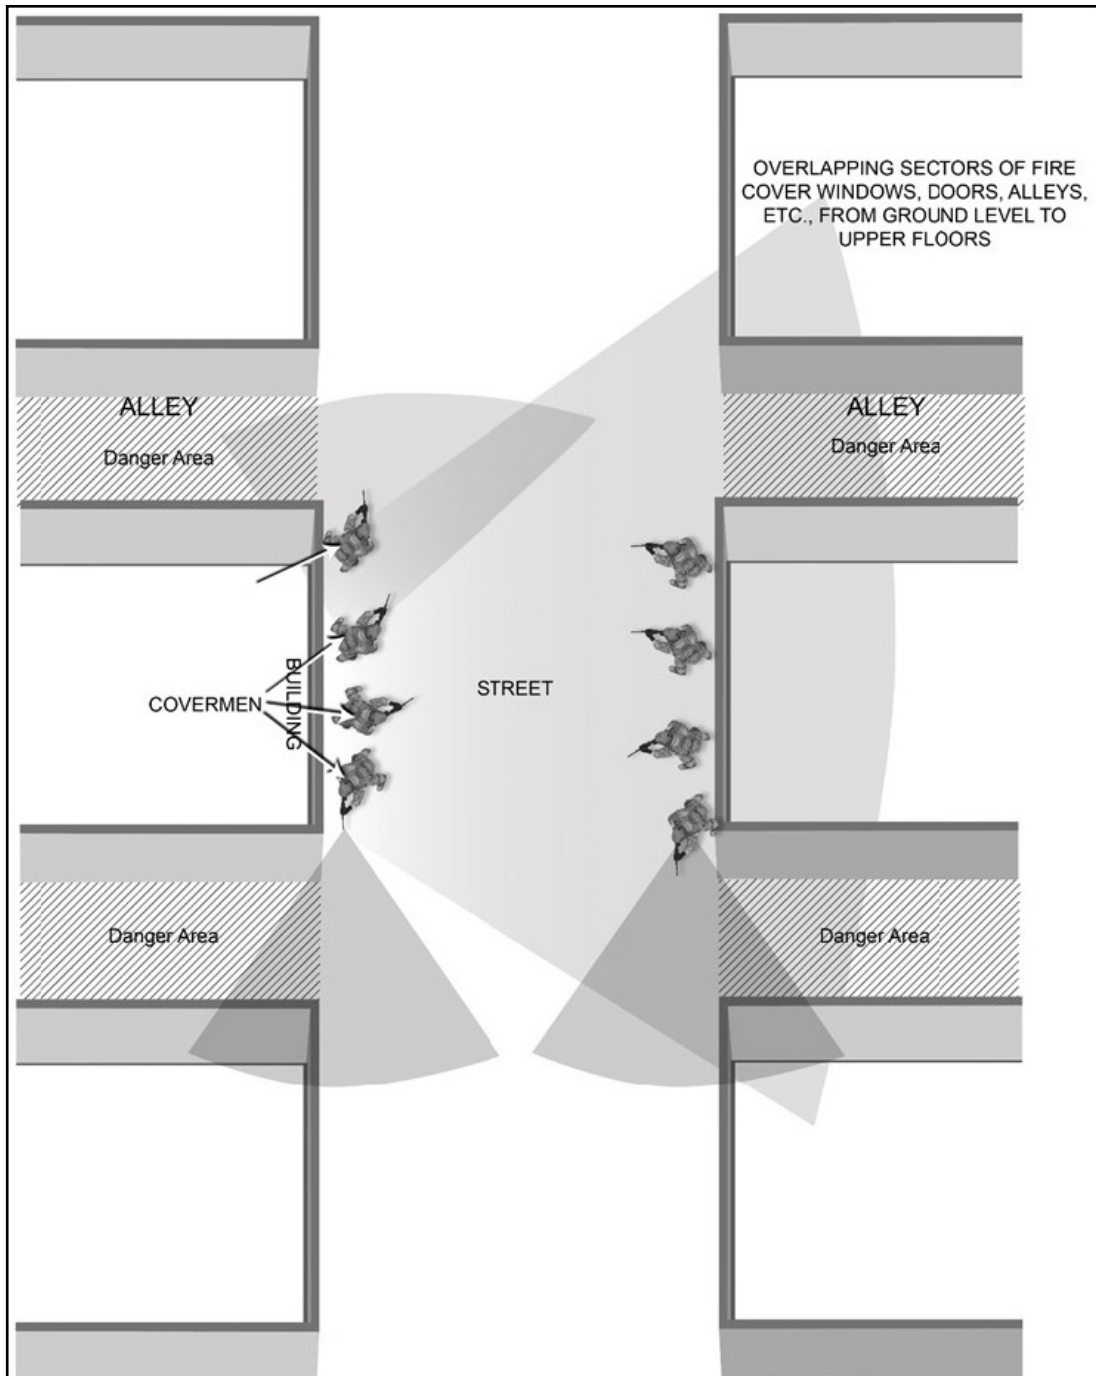 OVERLAPPING SECTORS OF FIRE
COVER WINDOWS, DOORS, ALLEYS,
ETC., FROM GROUND LEVEL TO
UPPER FLOORS
ALLEY
Danger Area
ALLEY
Danger Area
STREET
COVERMEN
BUILDING
Danger Area
Danger Area